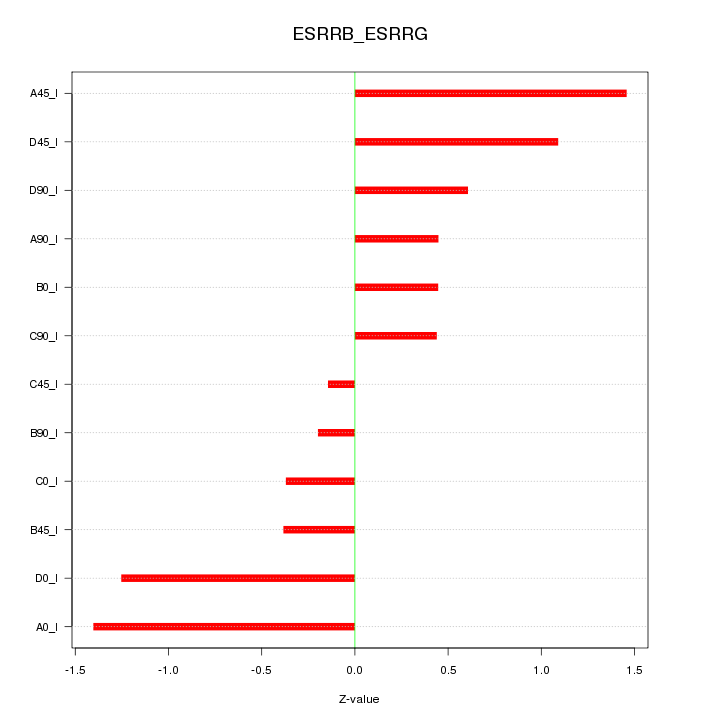 ESRRB_ESRRG
A45_I
D45_I
D90_I
A90_I
B0_I
C90_I
C45_I
B90_I
C0_I
B45_I
D0_I
A0_I
-1.5 -1.0 -0.5 0.0 0.5 1.0 1.5
Z-value